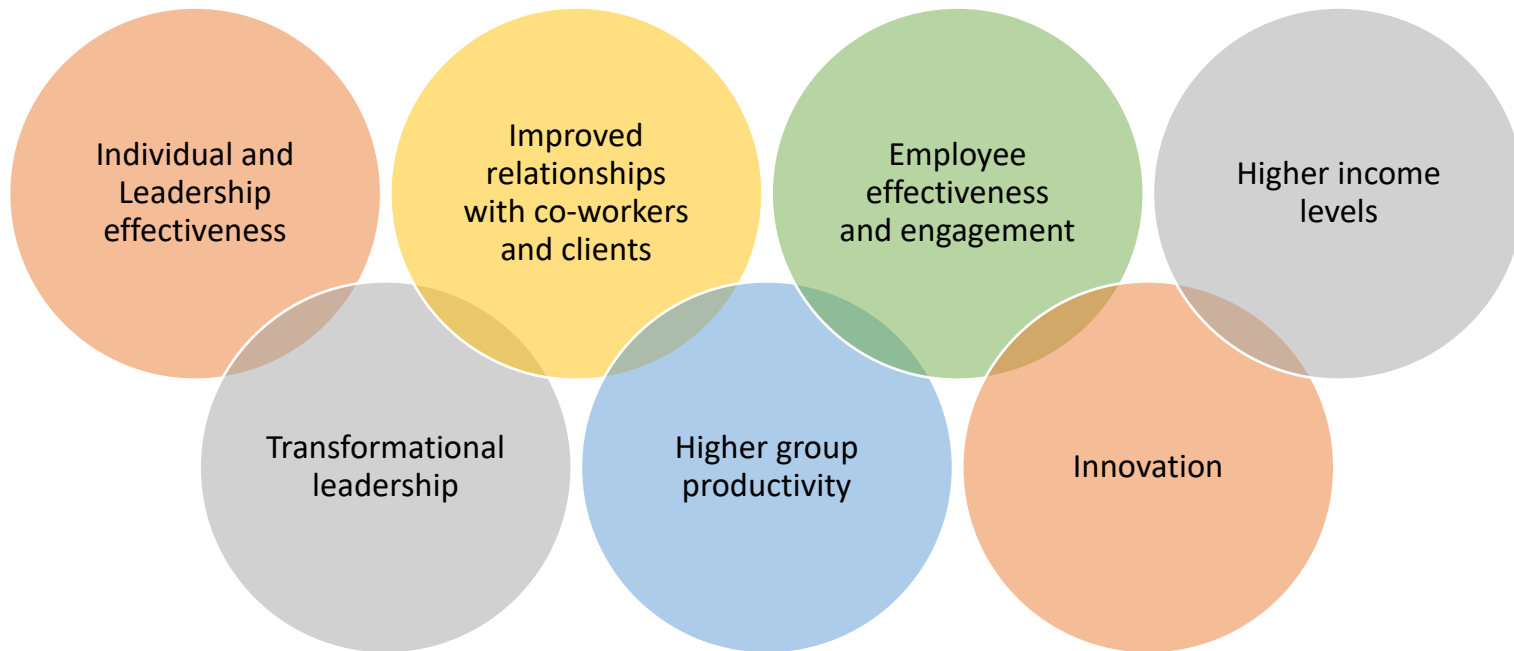 Individual and
Leadership
effectiveness
Transformational
leadership
Improved
relationships
with co-workers
and clients
Higher group
productivity
Employee
effectiveness
and engagement
Innovation
Higher income
levels